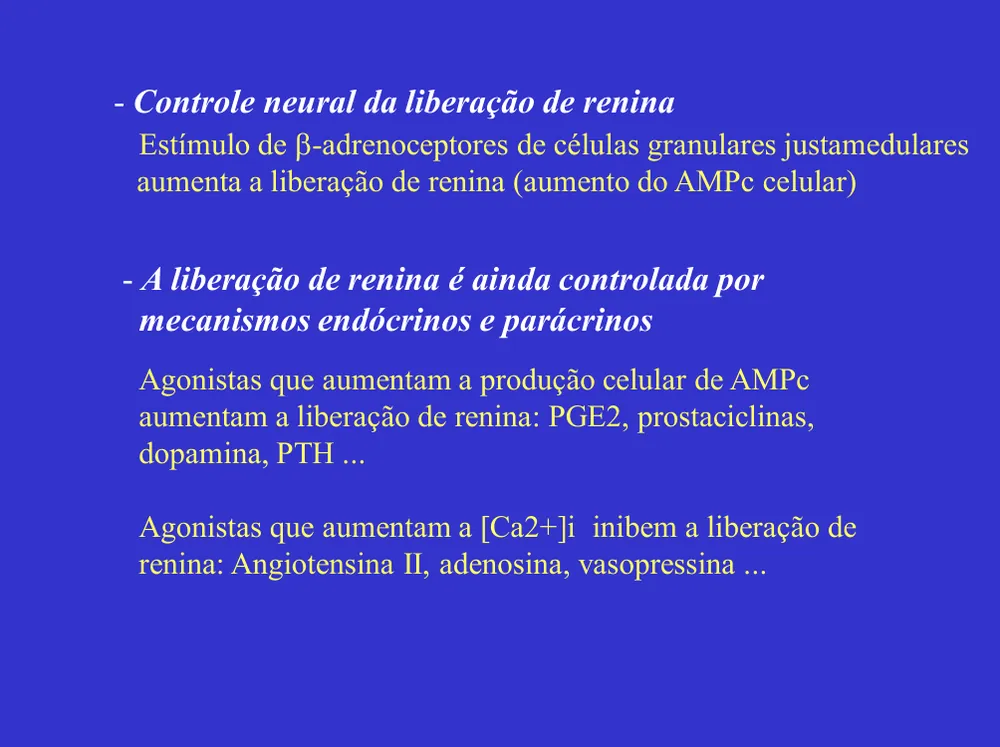 - Controle neural da liberação de renina
Estímulo de β-adrenoceptores de células granulares justamedulares
aumenta a liberação de renina (aumento do AMPc celular)
- A liberação de renina é ainda controlada por
mecanismos endócrinos e parácrinos
Agonistas que aumentam a produção celular de AMPc
aumentam a liberação de renina: PGE2, prostaciclinas,
dopamina, PTH ...
Agonistas que aumentam a [Ca2+]i inibem a liberação de
renina: Angiotensina II, adenosina, vasopressina ...